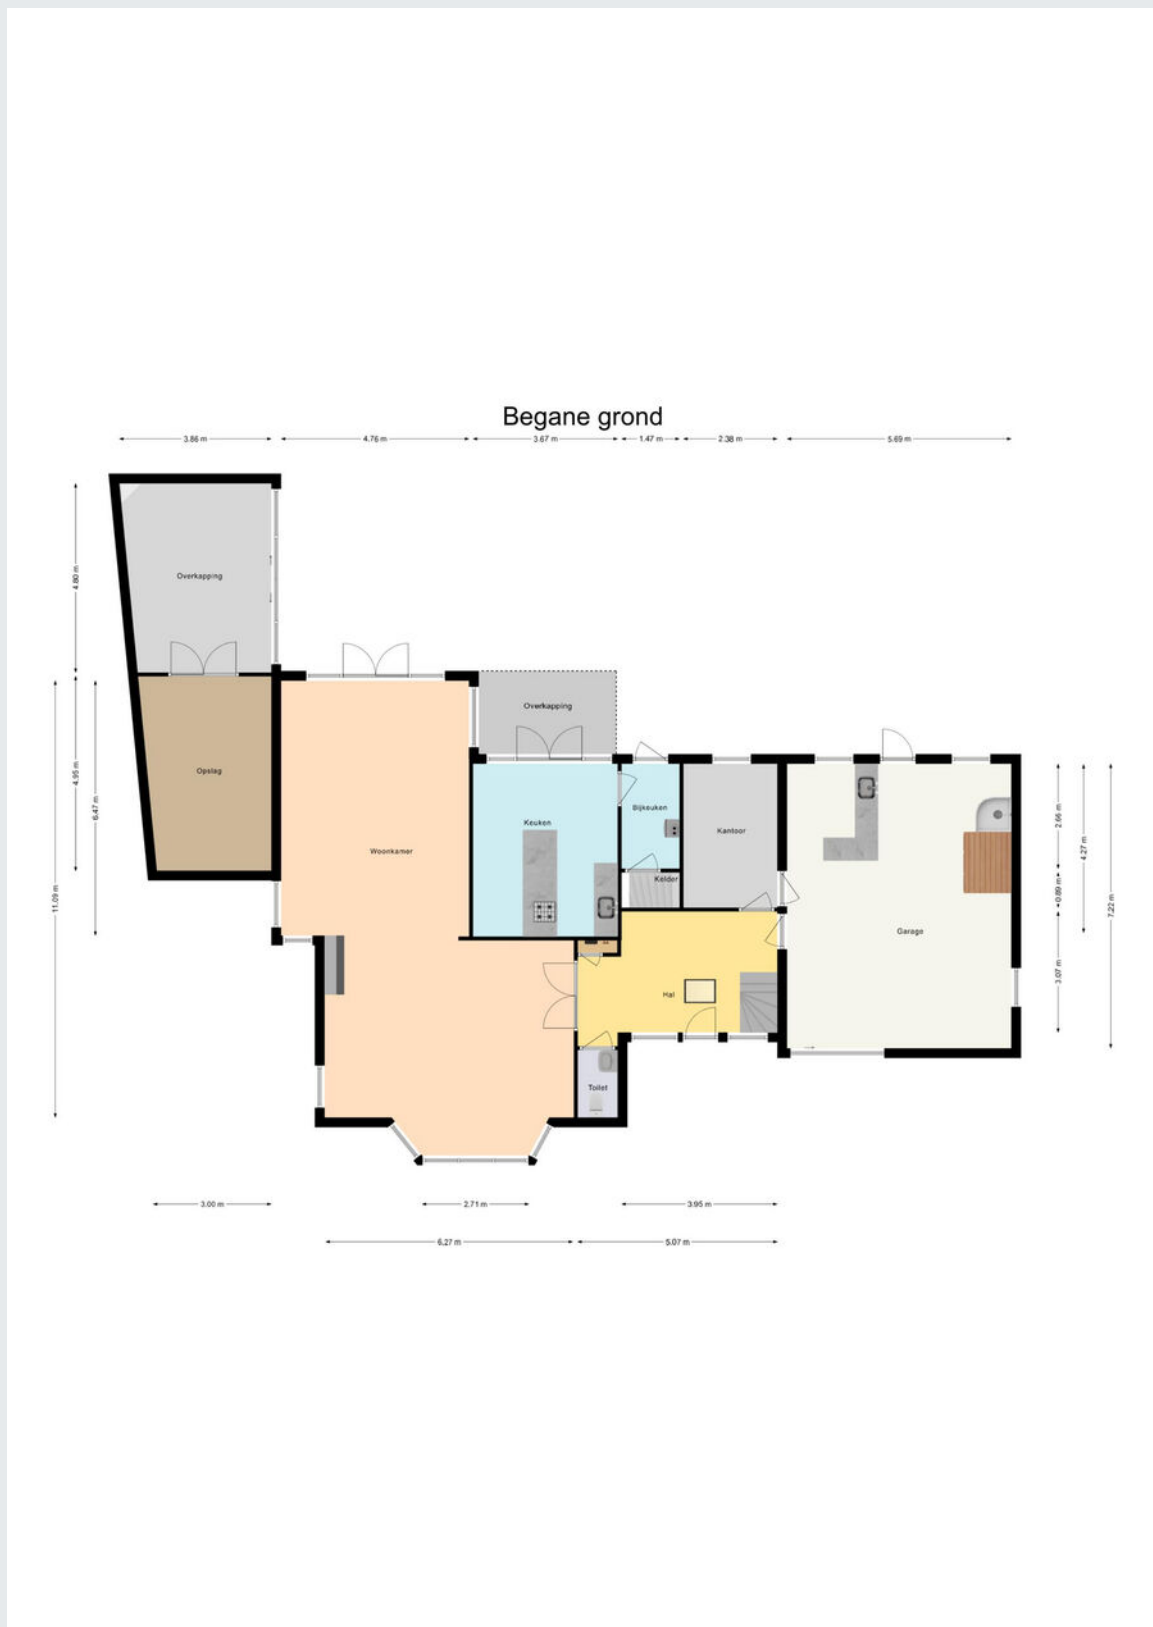 Begane grond
3.86 m
4.76 m
3.67 m
1.47 m
2.38 m
5.69 m
4.80 m
Overkapping
Overkapping
4.95 m
6.47 m
11.09 m
Opslag
Woonkamer
Keuken
Bijkeuken
Kelder
Kantoor
Garage
Hal
Toilet
2.66 m
0.89 m
3.07 m
4.27 m
7.22 m
3.00 m
2.71 m
3.95 m
6.27 m
5.07 m